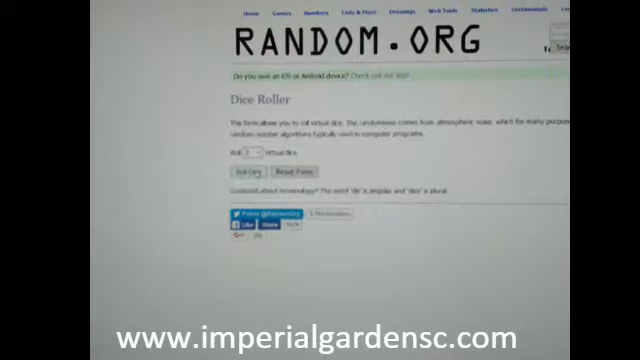 Home Games Numbers Lists & More Drawings Web Tools Statistics Testimonials
RANDOM.ORG
Do you own an iOS or Android device? Check out our app!
Dice Roller
This form allows you to roll virtual dice. The randomness comes from atmospheric noise, which for many purpose
random number algorithms typically used in computer programs.
Roll 2 virtual dice.
Roll Dice Reset Form
Confused about terminology? The word 'die' is singular and 'dice' is plural.
Follow @RandomOrg
Like Share
G+
www.imperialgardensc.com